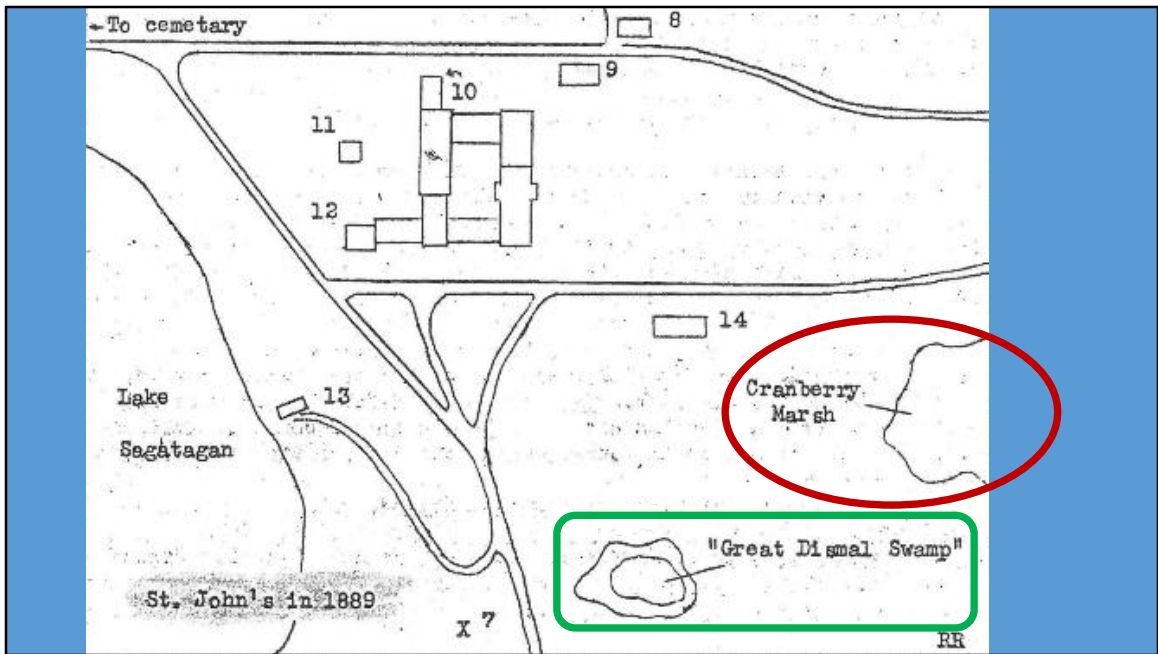 ←To cemetary
8
9
10
11
12
14
Cranberry
Marsh
Lake
Sagatagan
13
"Great Dismal Swamp"
St. John's in 1889
X 7
RR